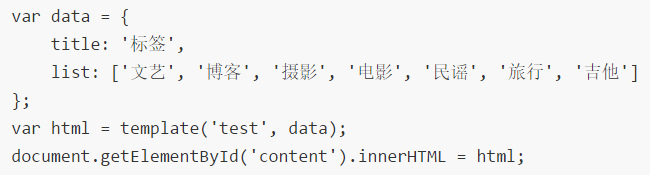 var data = {
    title: '标签',
    list: ['文艺', '博客', '摄影', '电影', '民谣', '旅行', '吉他']
};
var html = template('test', data);
document.getElementById('content').innerHTML = html;